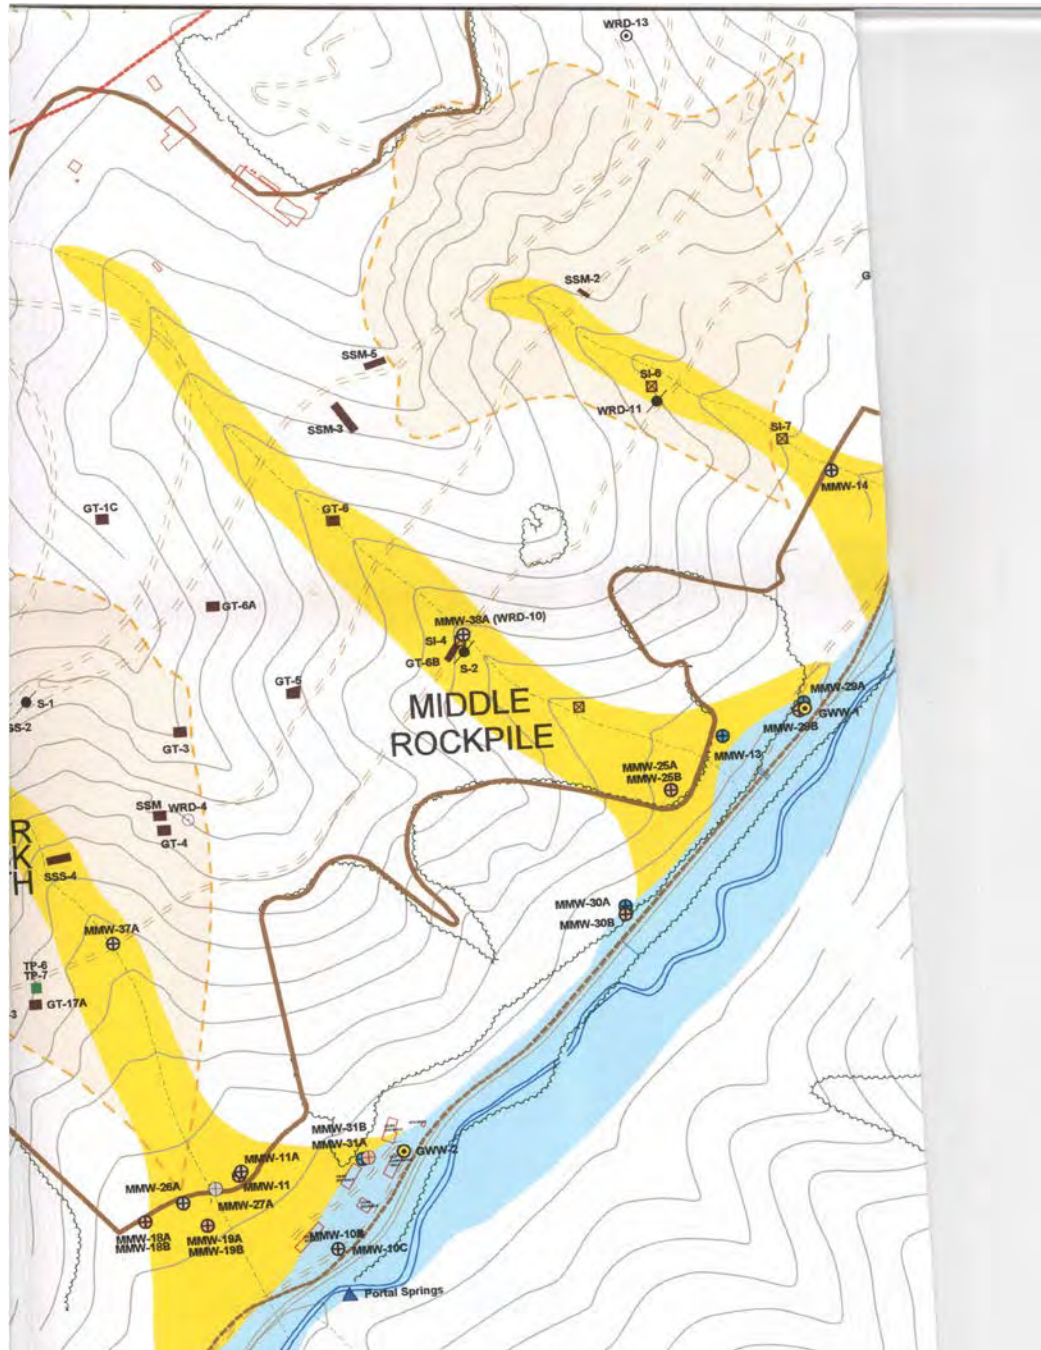 WRD-13
G
SSM-2
SSM-5
SI-6
WRD-11
SSM-3
SI-7
MMW-14
GT-1C
GT-6
GT-6A
MMW-38A (WRD-10)
SI-4
GT-6B
S-2
GT-5
S-1
GS-2
GT-3
MIDDLE
ROCKPILE
MMW-29A
GWW-1
MMW-29B
MMW-13
MMW-25A
MMW-25B
SSM
WRD-4
GT-4
R
K
TH
SSS-4
MMW-30A
MMW-30B
MMW-37A
TP-6
TP-7
GT-17A
-3
MMW-31B
MMW-31A
GWW-2
MMW-11A
MMW-11
MMW-26A
MMW-27A
MMW-18A
MMW-18B
MMW-19A
MMW-19B
MMW-10C
Portal Springs